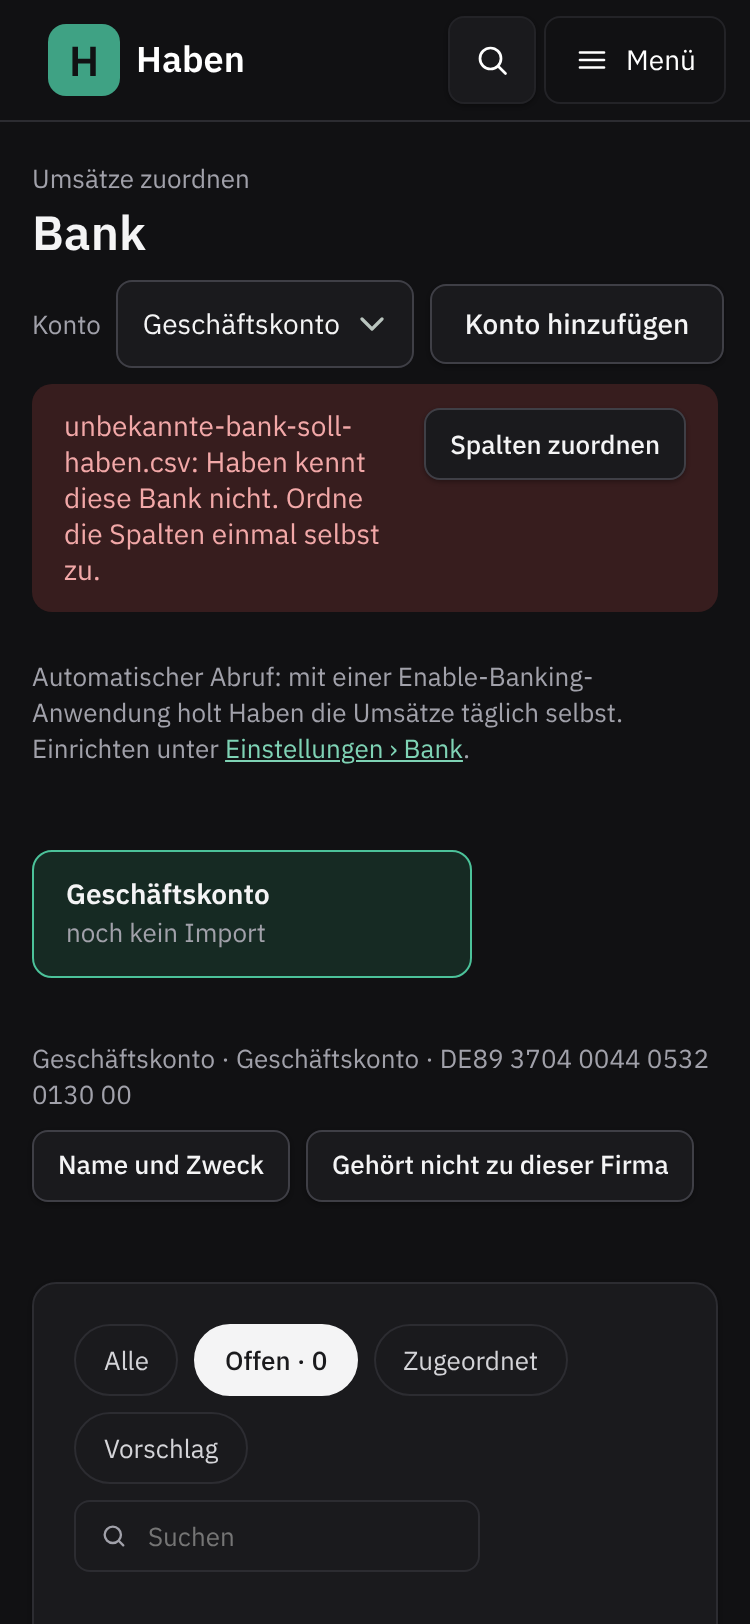 H Haben
Menü
Umsätze zuordnen
Bank
Konto
Geschäftskonto
Konto hinzufügen
unbekannte-bank-soll-
haben.csv: Haben kennt
diese Bank nicht. Ordne
die Spalten einmal selbst
zu.
Spalten zuordnen
Automatischer Abruf: mit einer Enable-Banking-
Anwendung holt Haben die Umsätze täglich selbst.
Einrichten unter Einstellungen › Bank.
Geschäftskonto
noch kein Import
Geschäftskonto · Geschäftskonto · DE89 3704 0044 0532
0130 00
Name und Zweck
Gehört nicht zu dieser Firma
Alle
Offen · 0
Zugeordnet
Vorschlag
Suchen